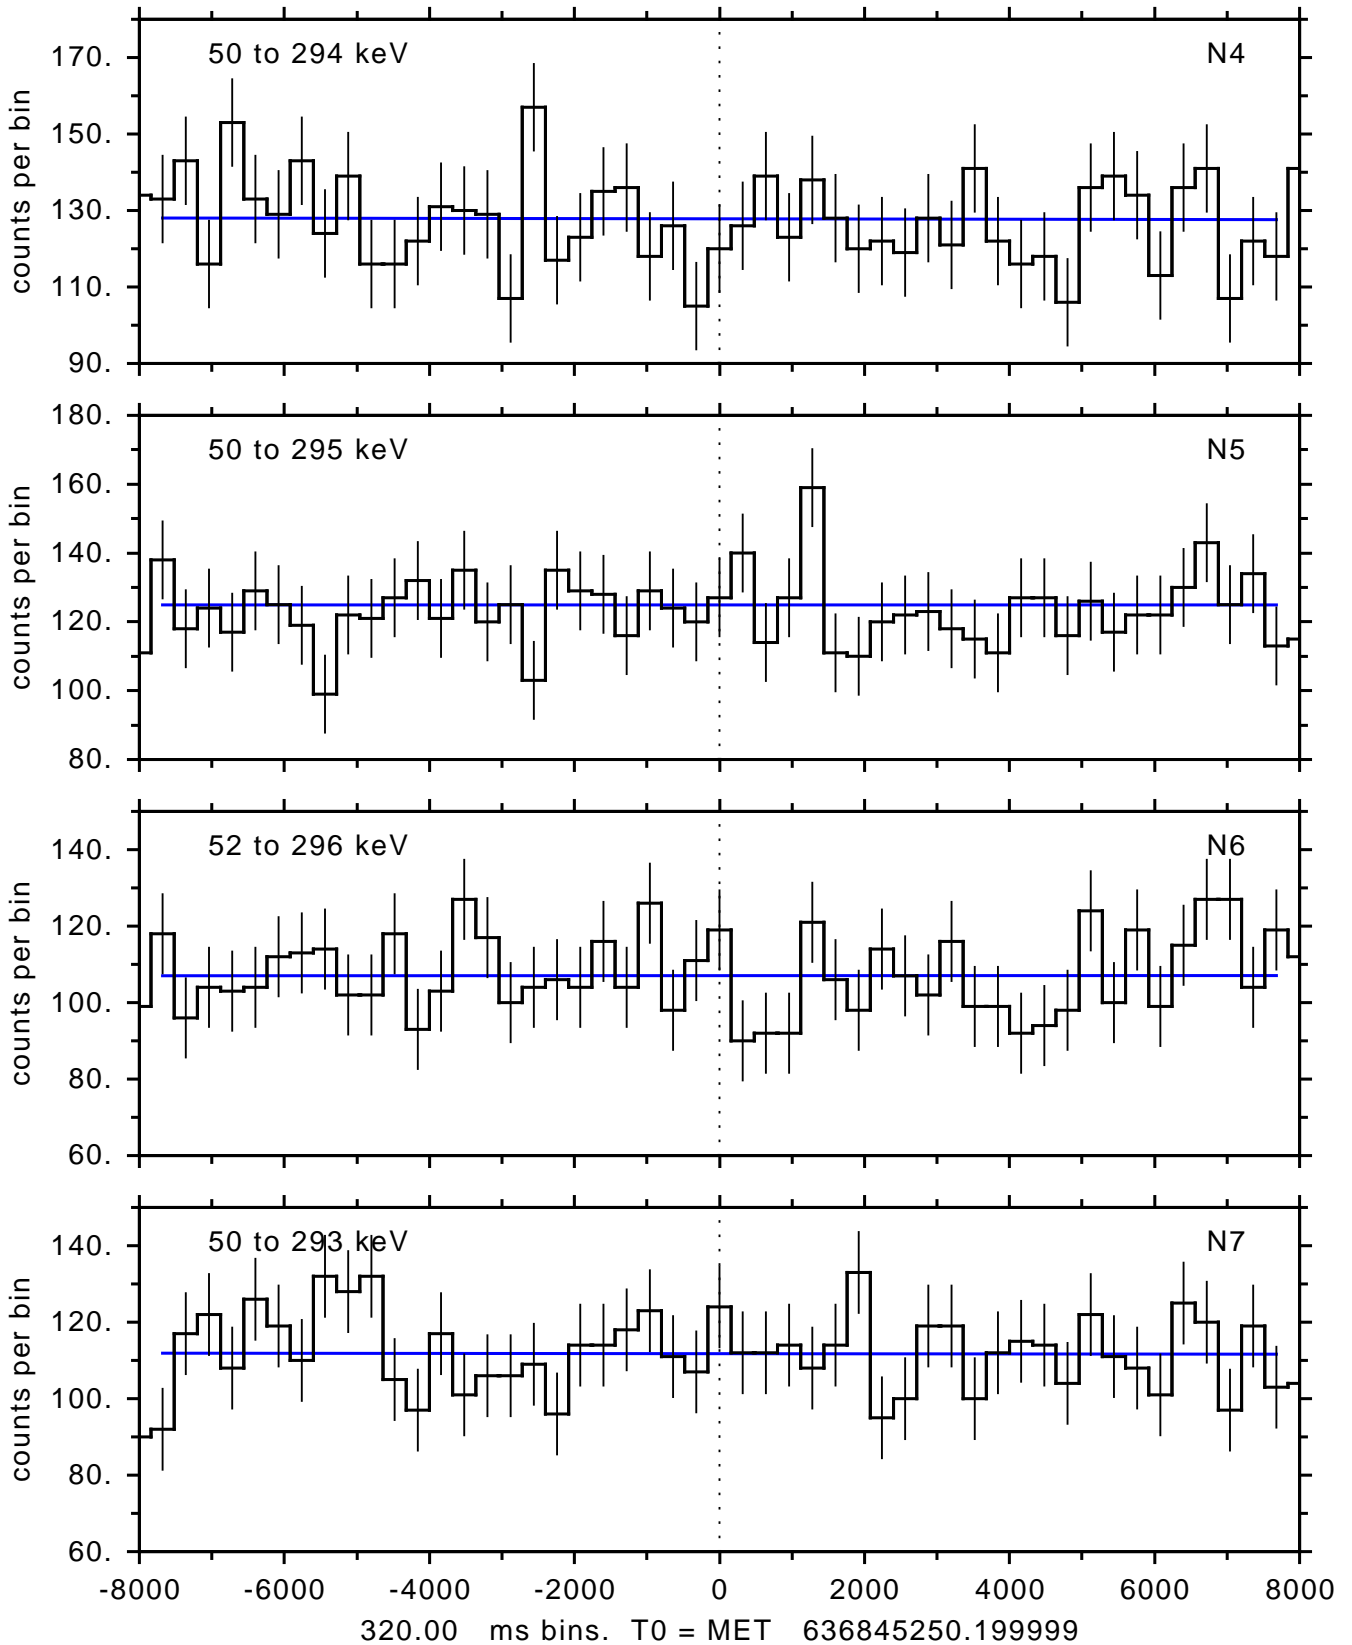 50 to 294 keV N4
170.
150.
130.
110.
90.
counts per bin
50 to 295 keV N5
180.
160.
140.
120.
100.
80.
counts per bin
52 to 296 keV N6
140.
120.
100.
80.
60.
counts per bin
50 to 293 keV N7
140.
120.
100.
80.
60.
counts per bin
-8000 -6000 -4000 -2000 0 2000 4000 6000 8000
320.00 ms bins. T0 = MET 636845250.199999